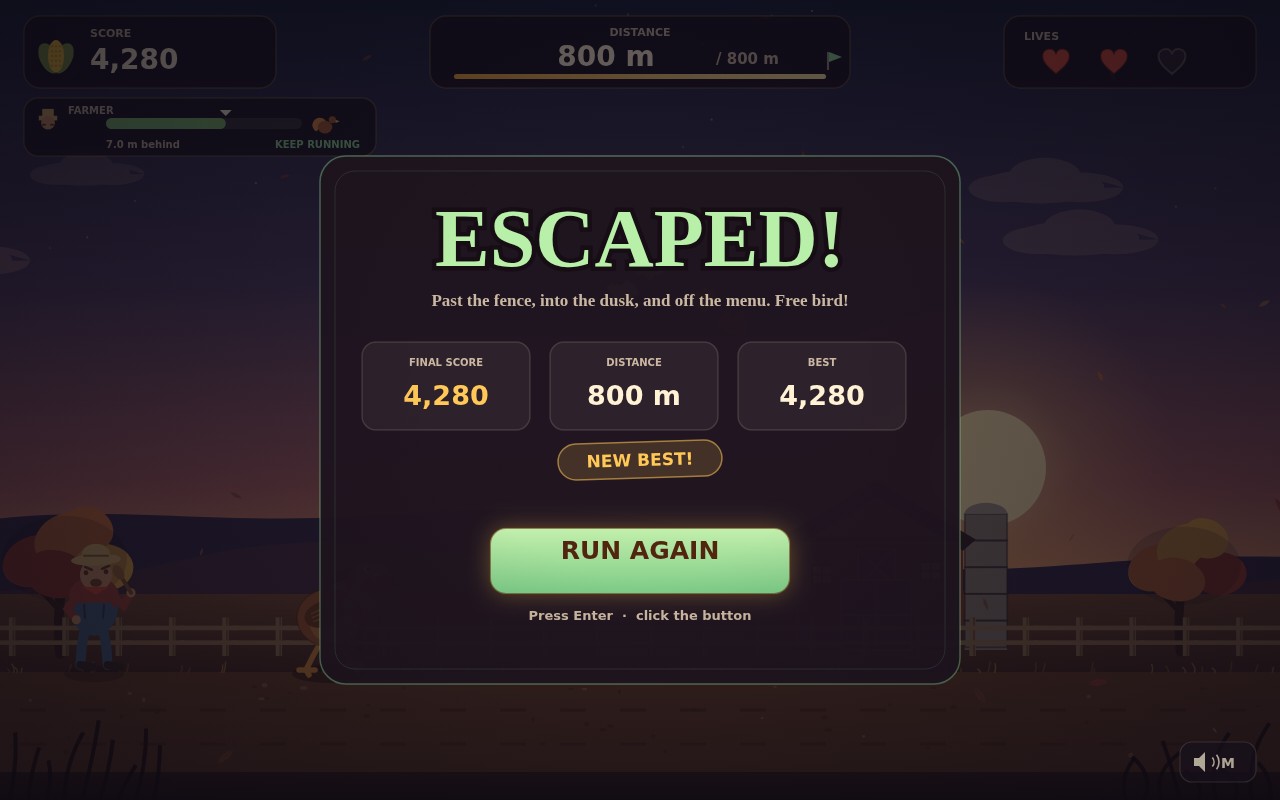 SCORE
4,280
DISTANCE
800 m / 800 m
LIVES
FARMER
7.0 m behind KEEP RUNNING
ESCAPED!
Past the fence, into the dusk, and off the menu. Free bird!
FINAL SCORE
4,280
DISTANCE
800 m
BEST
4,280
NEW BEST!
RUN AGAIN
Press Enter · click the button
M